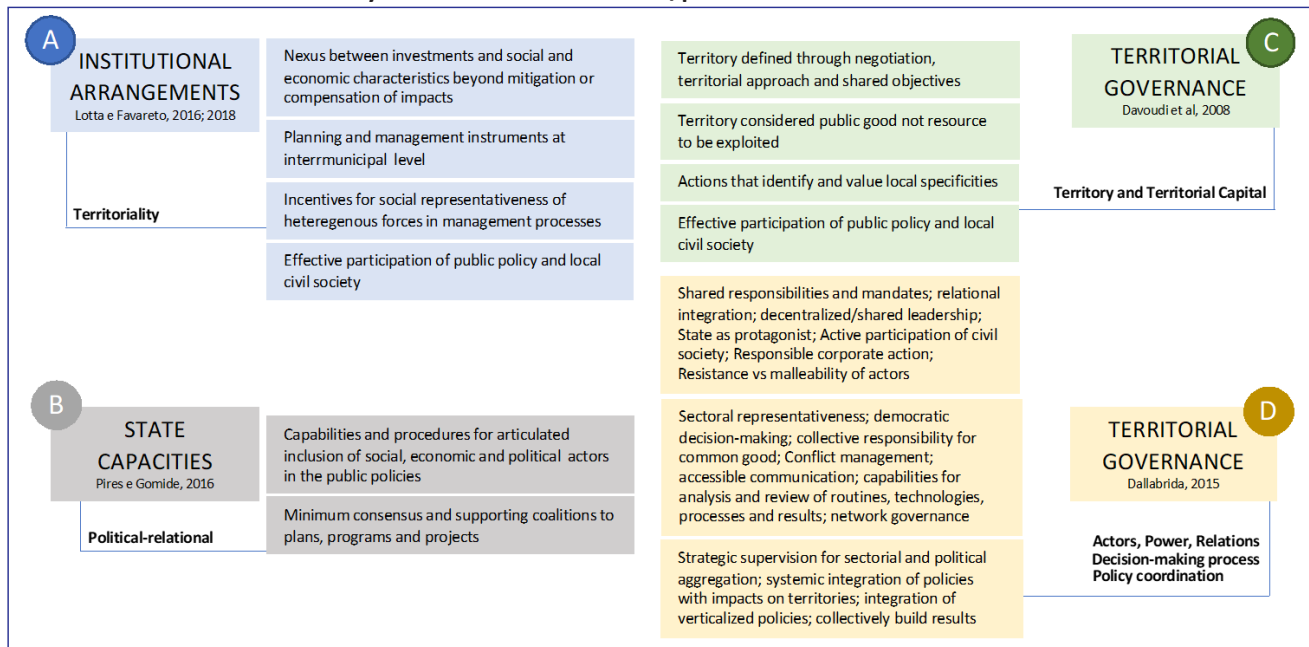 A
INSTITUTIONAL
ARRANGEMENTS
Lotta e Favareto, 2016; 2018
Territoriality
Nexus between investments and social and
economic characteristics beyond mitigation or
compensation of impacts
Planning and management instruments at
interrmunicipal level
Incentives for social representativeness of
heteregenous forces in management processes
Effective participation of public policy and local
civil society
B
STATE
CAPACITIES
Pires e Gomide, 2016
Political-relational
Capabilities and procedures for articulated
inclusion of social, economic and political actors
in the public policies
Minimum consensus and supporting coalitions to
plans, programs and projects
C
TERRITORIAL
GOVERNANCE
Davoudi et al, 2008
Territory and Territorial Capital
Territory defined through negotiation,
territorial approach and shared objectives
Territory considered public good not resource
to be exploited
Actions that identify and value local specificities
Effective participation of public policy and local
civil society
D
TERRITORIAL
GOVERNANCE
Dallabrida, 2015
Actors, Power, Relations
Decision-making process
Policy coordination
Shared responsibilities and mandates; relational
integration; decentralized/shared leadership;
State as protagonist; Active participation of civil
society; Responsible corporate action;
Resistance vs malleability of actors
Sectoral representativeness; democratic
decision-making; collective responsibility for
common good; Conflict management;
accessible communication; capabilities for
analysis and review of routines, technologies,
processes and results; network governance
Strategic supervision for sectorial and political
aggregation; systemic integration of policies
with impacts on territories; integration of
verticalized policies; collectively build results